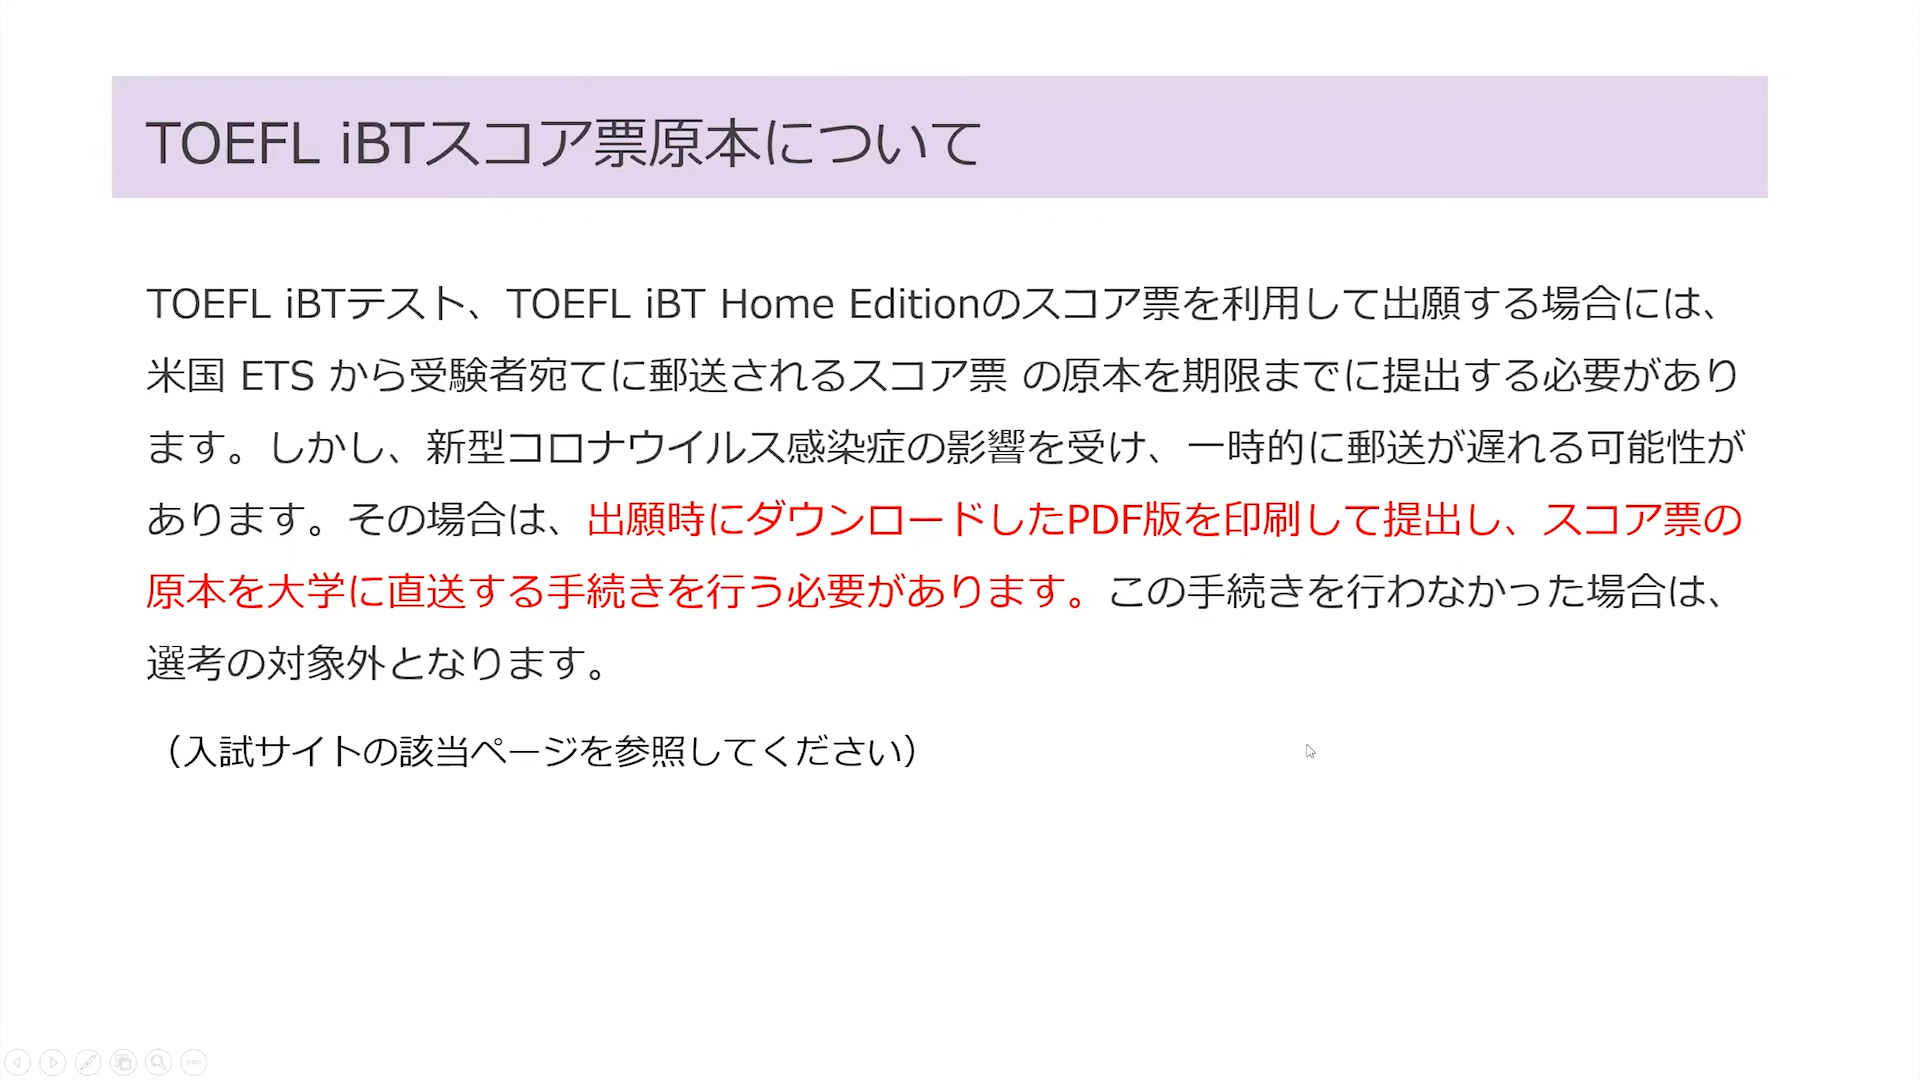 TOEFL iBTスコア票原本について
TOEFL iBTテスト、TOEFL iBT Home Editionのスコア票を利用して出願する場合には、
米国 ETS から受験者宛てに郵送されるスコア票 の原本を期限までに提出する必要があり
ます。しかし、新型コロナウイルス感染症の影響を受け、一時的に郵送が遅れる可能性が
あります。その場合は、出願時にダウンロードしたPDF版を印刷して提出し、スコア票の
原本を大学に直送する手続きを行う必要があります。この手続きを行わなかった場合は、
選考の対象外となります。
（入試サイトの該当ページを参照してください）